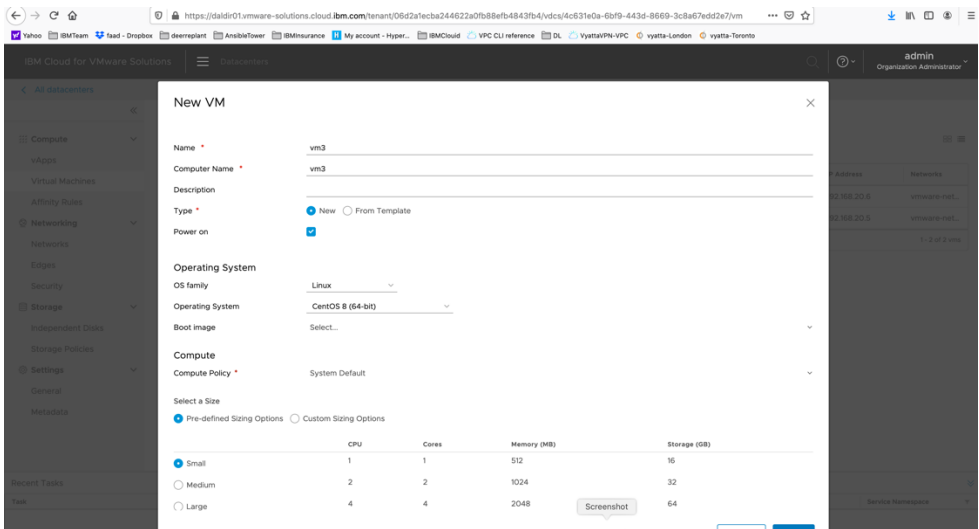 https://daldir01.vmware-solutions.cloud.ibm.com/tenant/06d2a1ecba244622a0fb88efb4843fb4/vdcs/4c631e0a-6bf9-443d-8669-3c8a67edd2e7/vm
Yahoo IBMTeam faad - Dropbox deerreplant AnsibleTower IBMinsurance My account - Hyper... IBMClouid VPC CLI reference DL VyattaVPN-VPC vyatta-London vyatta-Toronto
IBM Cloud for VMware Solutions Datacenters admin
Organization Administrator
All datacenters
New VM
Compute
vApps
Virtual Machines
Affinity Rules
Networking
Networks
Edges
Security
Storage
Independent Disks
Storage Policies
Settings
General
Metadata
Name * vm3
Computer Name * vm3
Description
Type * New From Template
Power on
Operating System
OS family Linux
Operating System CentOS 8 (64-bit)
Boot image Select...
Compute
Compute Policy * System Default
Select a Size
Pre-defined Sizing Options Custom Sizing Options
CPU Cores Memory (MB) Storage (GB)
Small 1 1 512 16
Medium 2 2 1024 32
Large 4 4 2048 64
Screenshot
Address Networks
192.168.20.6 vmware-net...
192.168.20.5 vmware-net...
1 - 2 of 2 vms
Recent Tasks
Task
Service Namespace